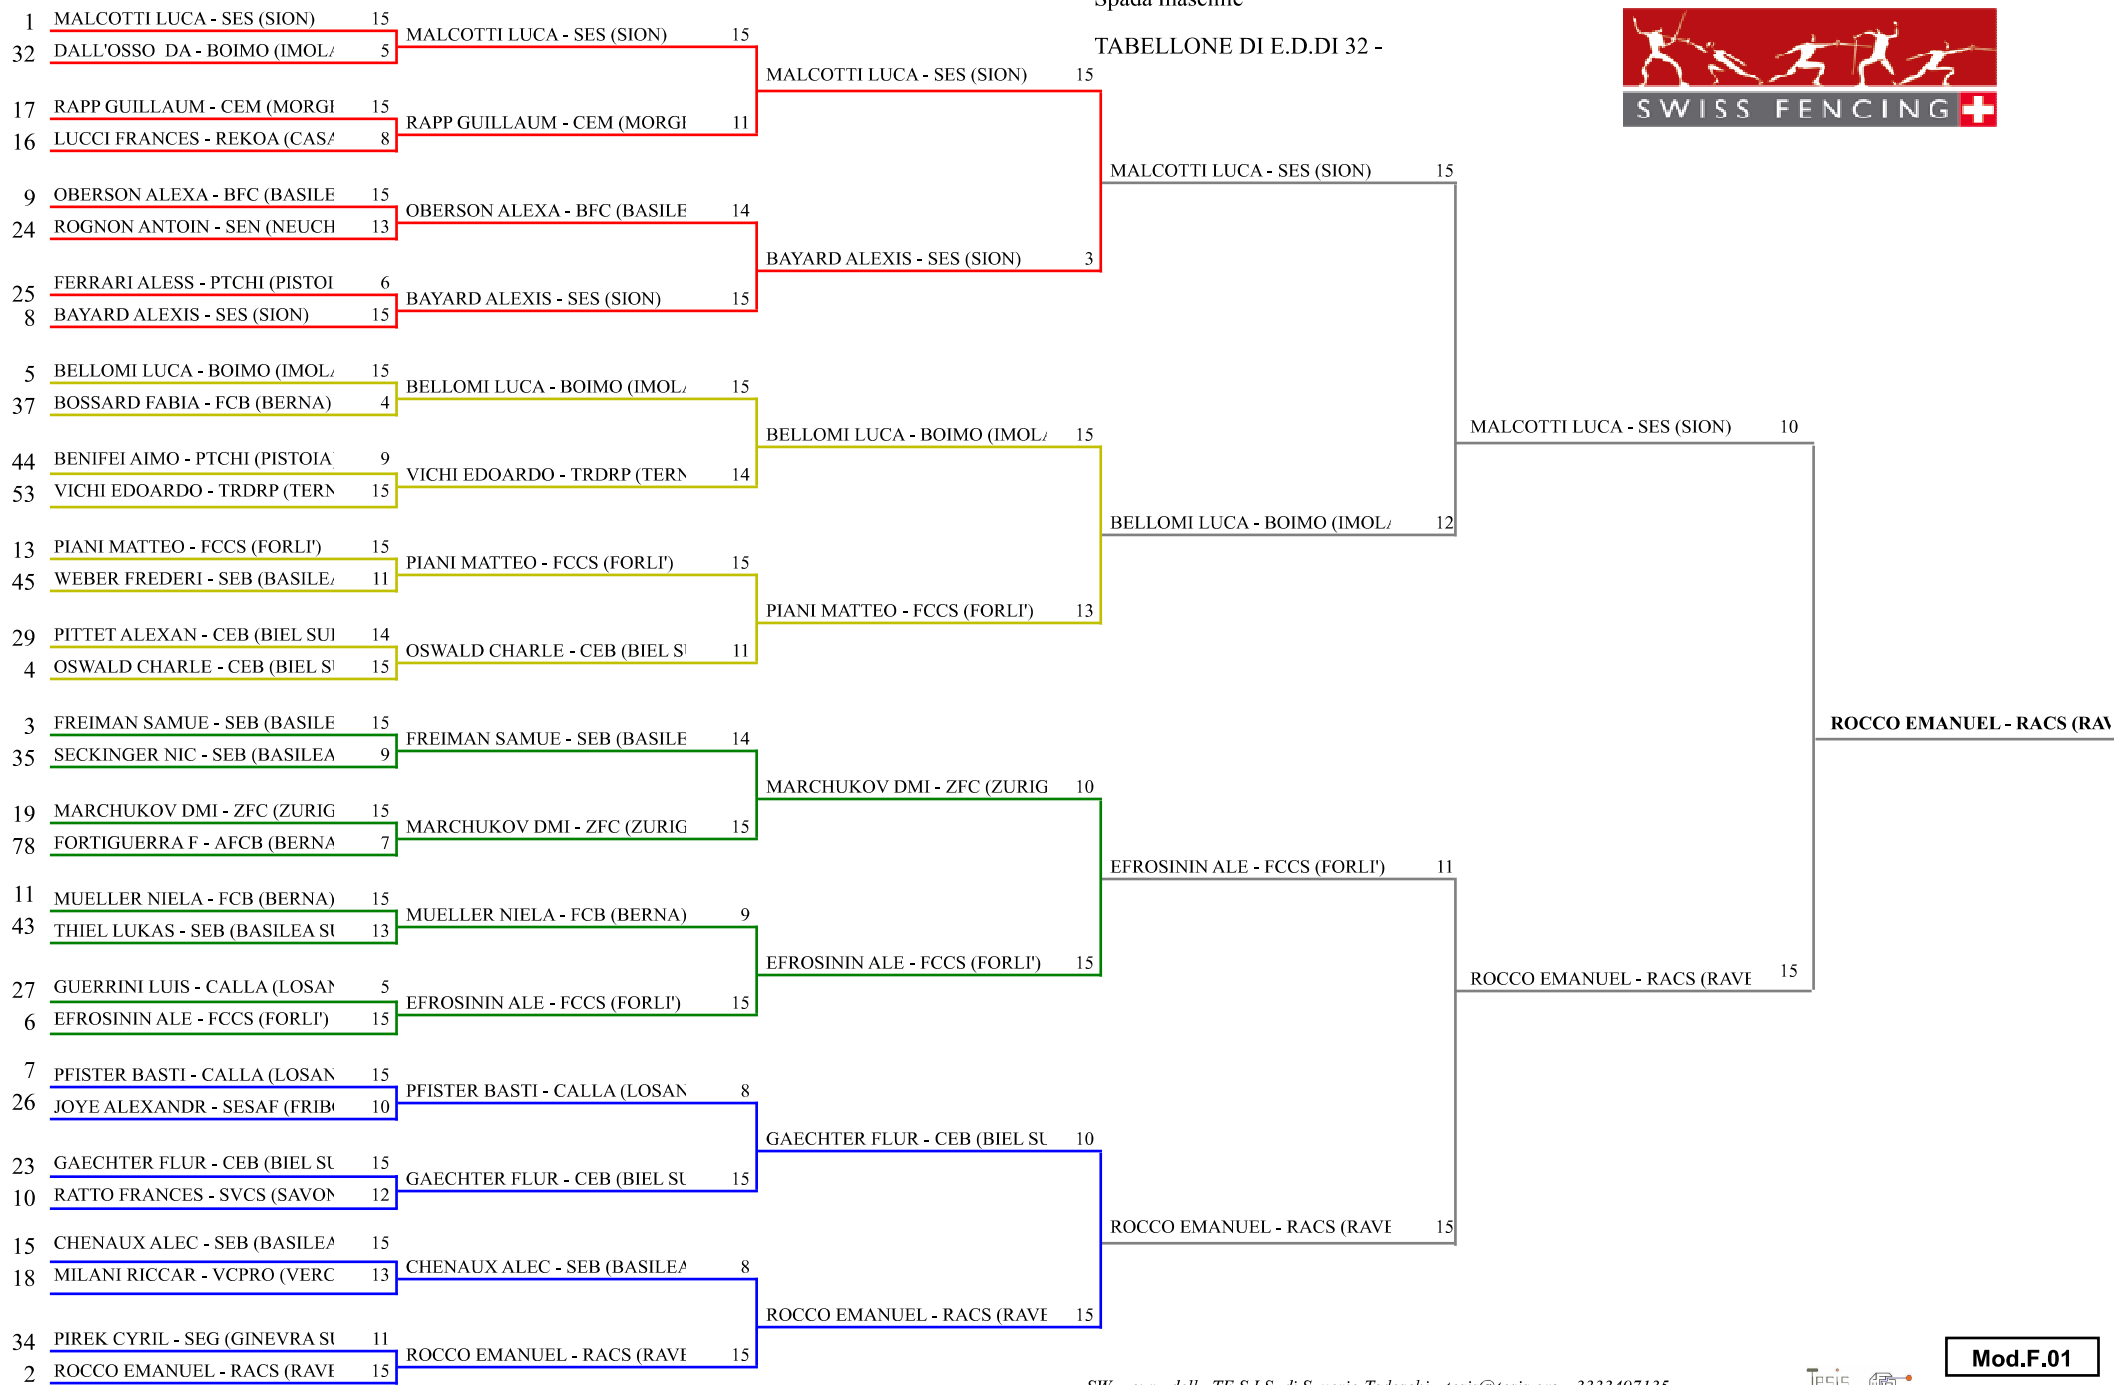 Spada maschile
TABELLONE DI E.D.DI 32 -
SWISS FENCING
1 MALCOTTI LUCA - SES (SION) 15
32 DALL'OSSO DA - BOIMO (IMOLA 5
17 RAPP GUILLAUM - CEM (MORGI 15
16 LUCCI FRANCES - REKOA (CASA 8
9 OBERSON ALEXA - BFC (BASILE 15
24 ROGNON ANTOIN - SEN (NEUCH 13
25 FERRARI ALESS - PTCHI (PISTOI 6
8 BAYARD ALEXIS - SES (SION) 15
5 BELLOMI LUCA - BOIMO (IMOLA 15
37 BOSSARD FABIA - FCB (BERNA) 4
44 BENIFEI AIMO - PTCHI (PISTOIA) 9
53 VICHI EDOARDO - TRDRP (TERN 15
13 PIANI MATTEO - FCCS (FORLI') 15
45 WEBER FREDERI - SEB (BASILEA 11
29 PITTET ALEXAN - CEB (BIEL SUI 14
4 OSWALD CHARLE - CEB (BIEL SU 15
3 FREIMAN SAMUE - SEB (BASILE 15
35 SECKINGER NIC - SEB (BASILEA 9
19 MARCHUKOV DMI - ZFC (ZURIG 15
78 FORTIGUERRA F - AFCB (BERNA 7
11 MUELLER NIELA - FCB (BERNA) 15
43 THIEL LUKAS - SEB (BASILEA SU 13
27 GUERRINI LUIS - CALLA (LOSAN 5
6 EFROSININ ALE - FCCS (FORLI') 15
7 PFISTER BASTI - CALLA (LOSAN 15
26 JOYE ALEXANDR - SESAF (FRIBO 10
23 GAECHTER FLUR - CEB (BIEL SU 15
10 RATTO FRANCES - SVCS (SAVON 12
15 CHENAUX ALEC - SEB (BASILEA 15
18 MILANI RICCAR - VCPRO (VERC 13
34 PIREK CYRIL - SEG (GINEVRA SU 11
2 ROCCO EMANUEL - RACS (RAVE 15
MALCOTTI LUCA - SES (SION) 15
RAPP GUILLAUM - CEM (MORGI 11
OBERSON ALEXA - BFC (BASILE 14
BAYARD ALEXIS - SES (SION) 15
BELLOMI LUCA - BOIMO (IMOLA 15
VICHI EDOARDO - TRDRP (TERN 14
PIANI MATTEO - FCCS (FORLI') 15
OSWALD CHARLE - CEB (BIEL SU 11
FREIMAN SAMUE - SEB (BASILE 14
MARCHUKOV DMI - ZFC (ZURIG 15
MUELLER NIELA - FCB (BERNA) 9
EFROSININ ALE - FCCS (FORLI') 15
PFISTER BASTI - CALLA (LOSAN 8
GAECHTER FLUR - CEB (BIEL SU 15
CHENAUX ALEC - SEB (BASILEA 8
ROCCO EMANUEL - RACS (RAVE 15
MALCOTTI LUCA - SES (SION) 15
BAYARD ALEXIS - SES (SION) 3
BELLOMI LUCA - BOIMO (IMOLA 15
PIANI MATTEO - FCCS (FORLI') 13
MARCHUKOV DMI - ZFC (ZURIG 10
EFROSININ ALE - FCCS (FORLI') 15
GAECHTER FLUR - CEB (BIEL SU 10
ROCCO EMANUEL - RACS (RAVE 15
MALCOTTI LUCA - SES (SION) 15
BELLOMI LUCA - BOIMO (IMOLA 12
EFROSININ ALE - FCCS (FORLI') 11
ROCCO EMANUEL - RACS (RAVE 15
MALCOTTI LUCA - SES (SION) 10
ROCCO EMANUEL - RACS (RAVE 15
ROCCO EMANUEL - RACS (RAV
Tesis
Mod.F.01